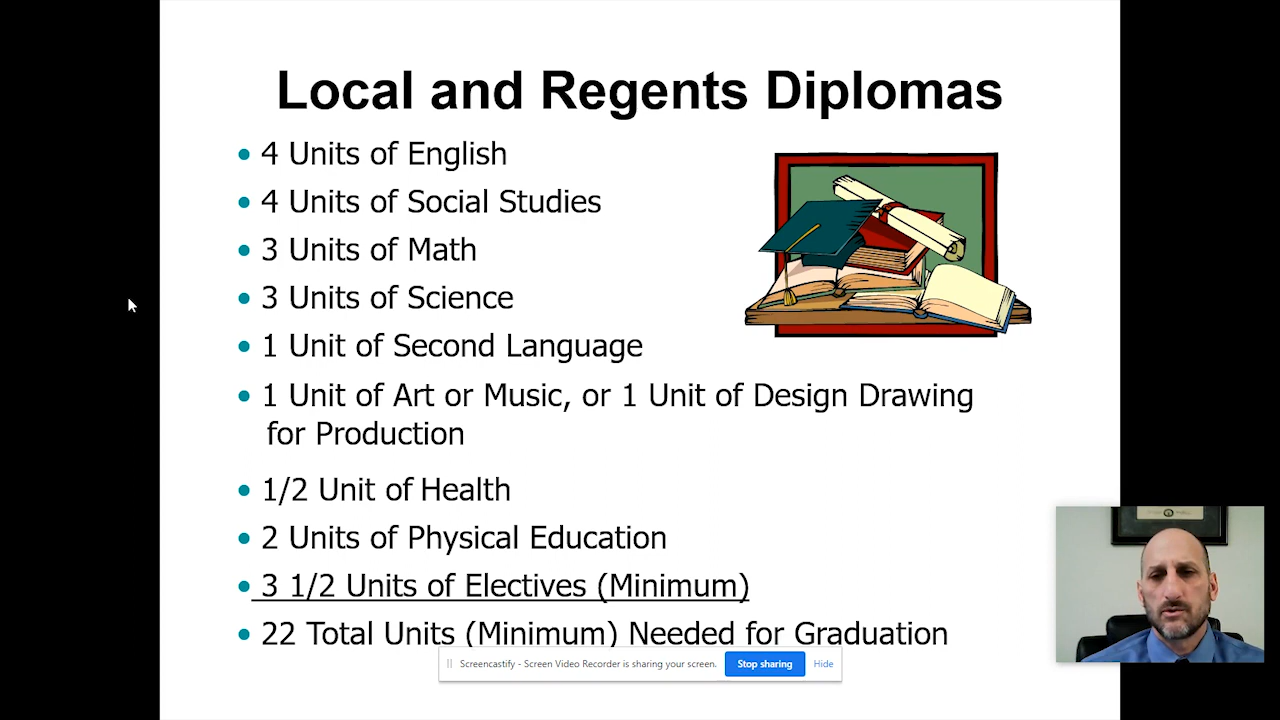 Local and Regents Diplomas
• 4 Units of English
• 4 Units of Social Studies
• 3 Units of Math
• 3 Units of Science
• 1 Unit of Second Language
• 1 Unit of Art or Music, or 1 Unit of Design Drawing
for Production
• 1/2 Unit of Health
• 2 Units of Physical Education
• 3 1/2 Units of Electives (Minimum)
• 22 Total Units (Minimum) Needed for Graduation
Screencastify - Screen Video Recorder is sharing your screen. Stop sharing Hide